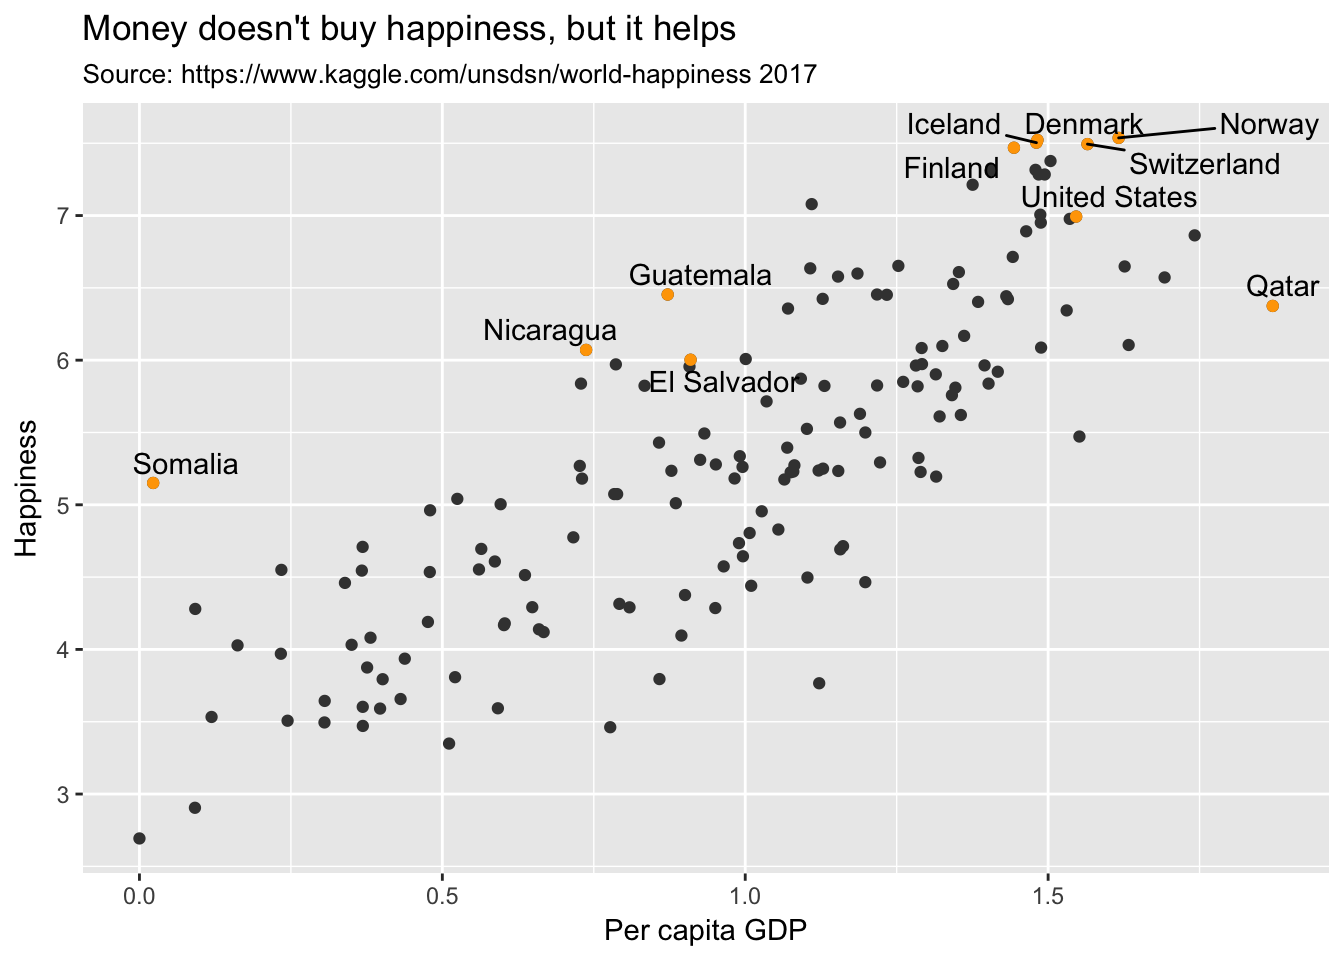 Money doesn't buy happiness, but it helps
Source: https://www.kaggle.com/unsdsn/world-happiness 2017
Iceland
Denmark
Norway
Finland
Switzerland
United States
Guatemala
Qatar
Nicaragua
El Salvador
Somalia
Happiness
7
6
5
4
3
0.0
0.5
1.0
1.5
Per capita GDP